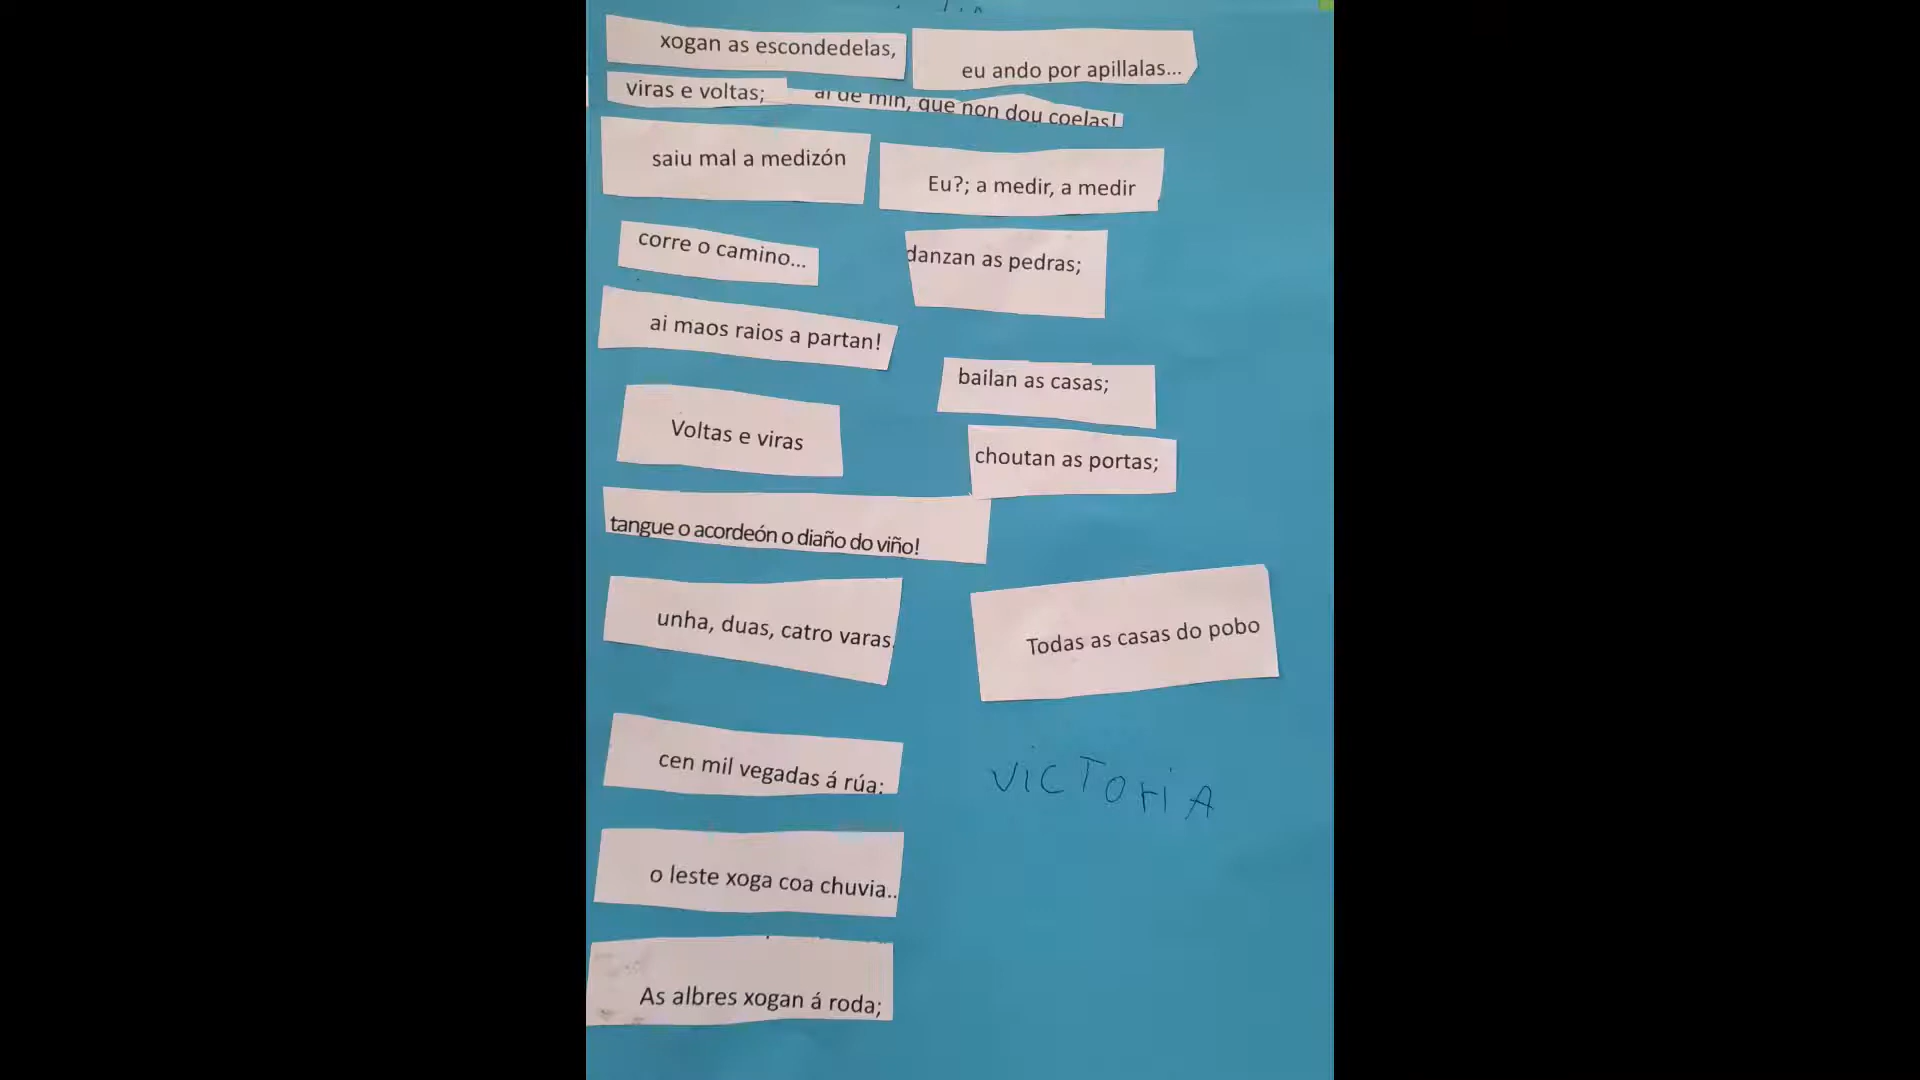 xogan as escondedelas,
eu ando por apillalas...
viras e voltas;
ai de min, que non dou coelas!
saiu mal a medizón
Eu?; a medir, a medir
corre o camino...
danzan as pedras;
ai maos raios a partan!
bailan as casas;
Voltas e viras
choutan as portas;
tangue o acordeón o diaño do viño!
unha, duas, catro varas.
Todas as casas do pobo
cen mil vegadas á rúa:
VICTorIA
o leste xoga coa chuvia..
As albres xogan á roda;